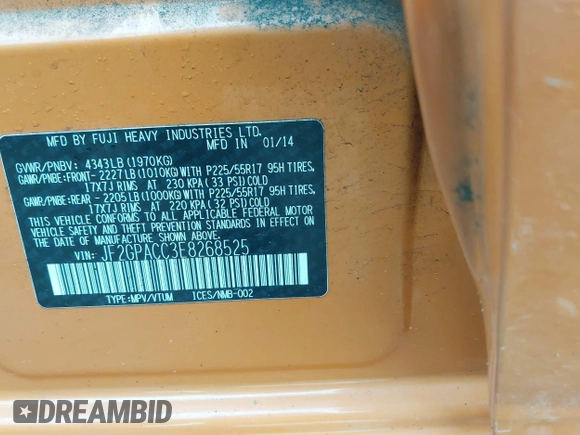 MFD BY FUJI HEAVY INDUSTRIES LTD.
MFD IN 01/14
GVWR/PNBV: 4343LB(1970KG)
GAWR/PNBE:FRONT- 2227LB(1010KG)WITH P225/55R17 95H TIRES,
17X7J RIMS AT 230KPA(33 PSI)COLD
GAWR/PNBE:REAR - 2205LB(1000KG)WITH P225/55R17 95H TIRES,
17X7J RIMS AT 220KPA(32 PSI)COLD
THIS VEHICLE CONFORMS TO ALL APPLICABLE FEDERAL MOTOR
VEHICLE SAFETY AND THEFT PREVENTION STANDARDS IN EFFECT
ON THE DATE OF MANUFACTURE SHOWN ABOVE.
VIN: JF2GPACC3E8268525
TYPE:MPV/VTUM ICES/NMB-002
DREAMBID